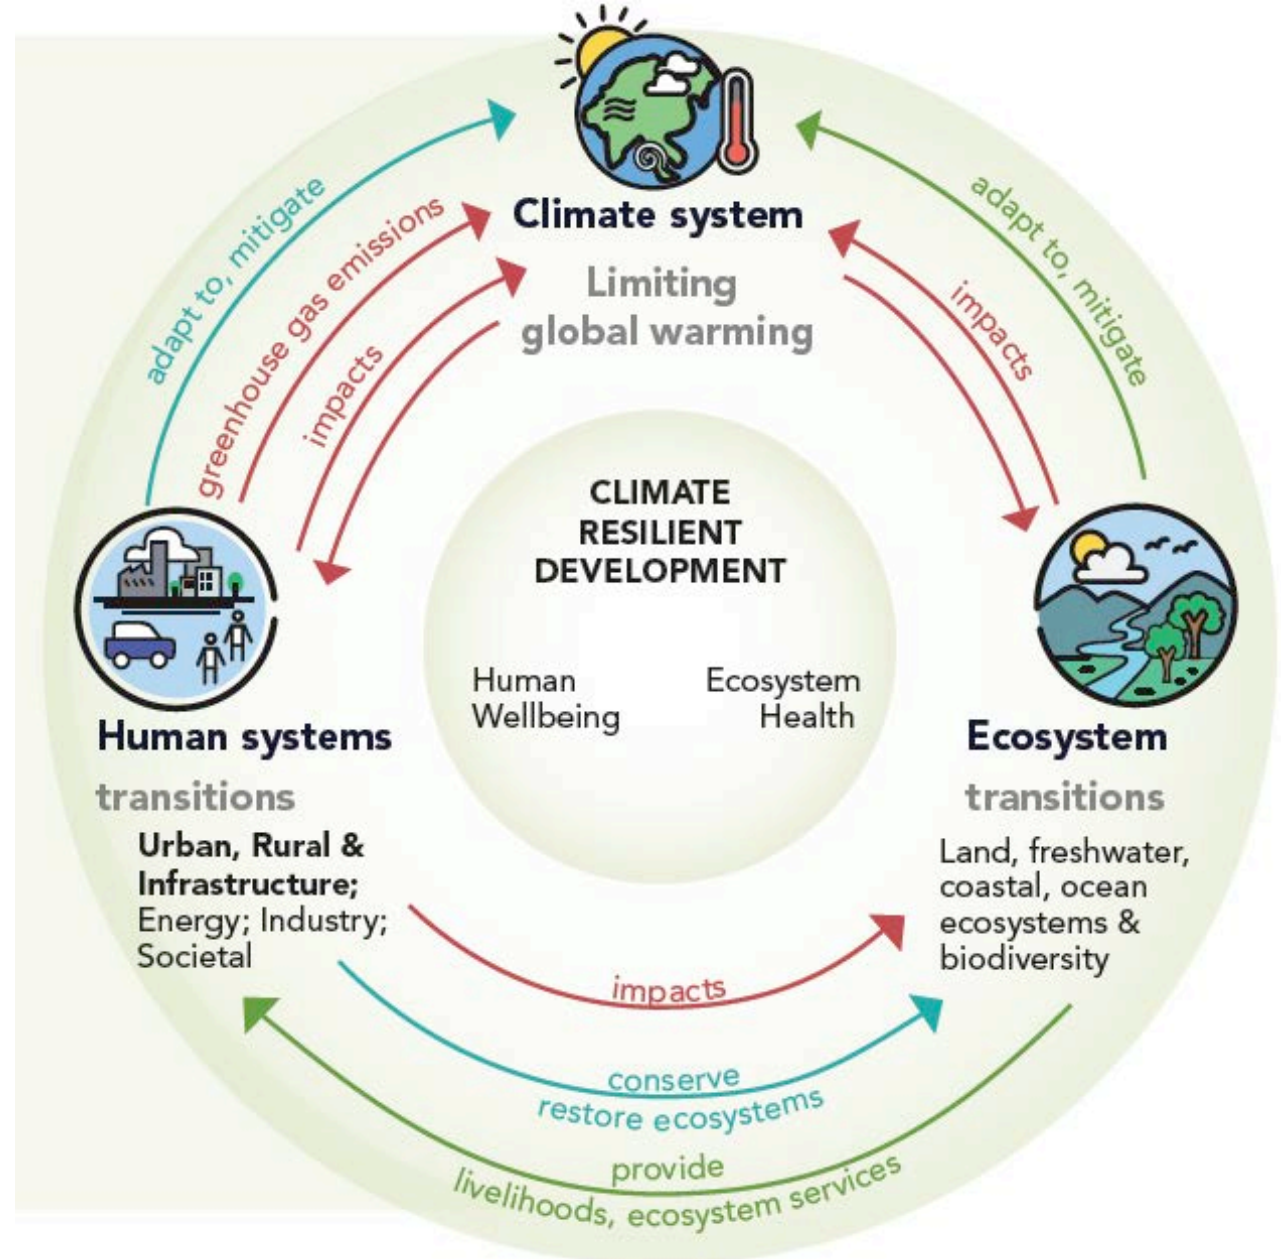 Climate system
Limiting
global warming
adapt to, mitigate
greenhouse gas emissions
impacts
impacts
adapt to, mitigate
CLIMATE
RESILIENT
DEVELOPMENT
Human
Wellbeing
Ecosystem
Health
Human systems
transitions
Urban, Rural &
Infrastructure;
Energy; Industry;
Societal
Ecosystem
transitions
Land, freshwater,
coastal, ocean
ecosystems &
biodiversity
impacts
conserve
restore ecosystems
provide
livelihoods, ecosystem services